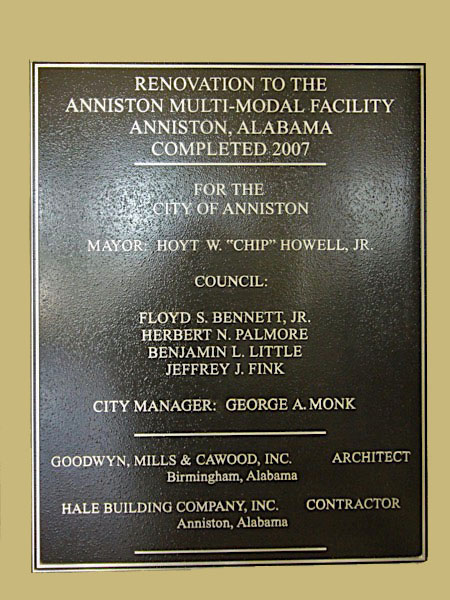 RENOVATION TO THE
ANNISTON MULTI-MODAL FACILITY
ANNISTON, ALABAMA
COMPLETED 2007
FOR THE
CITY OF ANNISTON
MAYOR: HOYT W. "CHIP" HOWELL, JR.
COUNCIL:
FLOYD S. BENNETT, JR.
HERBERT N. PALMORE
BENJAMIN L. LITTLE
JEFFREY J. FINK
CITY MANAGER: GEORGE A. MONK
GOODWYN, MILLS & CAWOOD, INC. ARCHITECT
Birmingham, Alabama
HALE BUILDING COMPANY, INC. CONTRACTOR
Anniston, Alabama